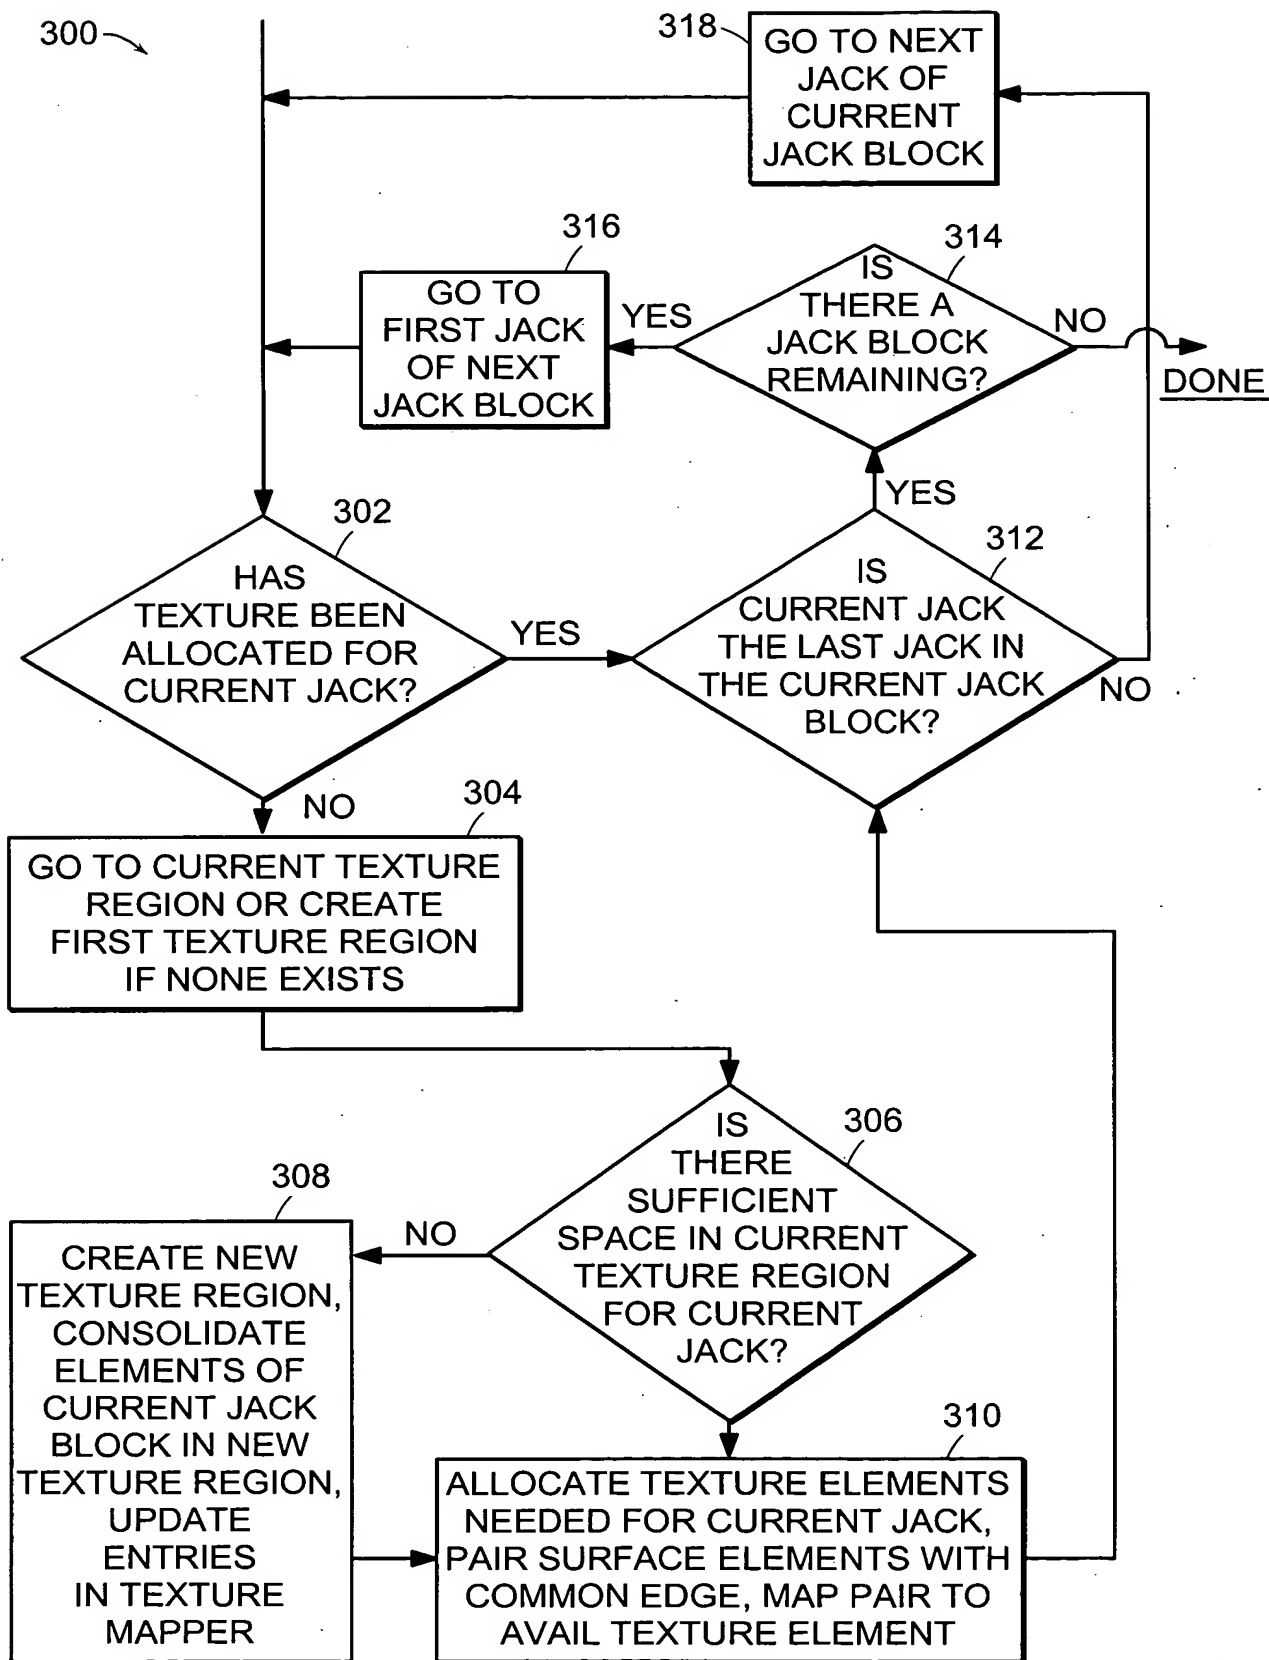 300
318
GO TO NEXT
JACK OF
CURRENT
JACK BLOCK
316
GO TO
FIRST JACK
OF NEXT
JACK BLOCK
YES
314
IS
THERE A
JACK BLOCK
REMAINING?
NO
DONE
YES
302
HAS
TEXTURE BEEN
ALLOCATED FOR
CURRENT JACK?
YES
312
IS
CURRENT JACK
THE LAST JACK IN
THE CURRENT JACK
BLOCK?
NO
NO
304
GO TO CURRENT TEXTURE
REGION OR CREATE
FIRST TEXTURE REGION
IF NONE EXISTS
306
IS
THERE
SUFFICIENT
SPACE IN CURRENT
TEXTURE REGION
FOR CURRENT
JACK?
NO
308
CREATE NEW
TEXTURE REGION,
CONSOLIDATE
ELEMENTS OF
CURRENT JACK
BLOCK IN NEW
TEXTURE REGION,
UPDATE
ENTRIES
IN TEXTURE
MAPPER
310
ALLOCATE TEXTURE ELEMENTS
NEEDED FOR CURRENT JACK,
PAIR SURFACE ELEMENTS WITH
COMMON EDGE, MAP PAIR TO
AVAIL TEXTURE ELEMENT